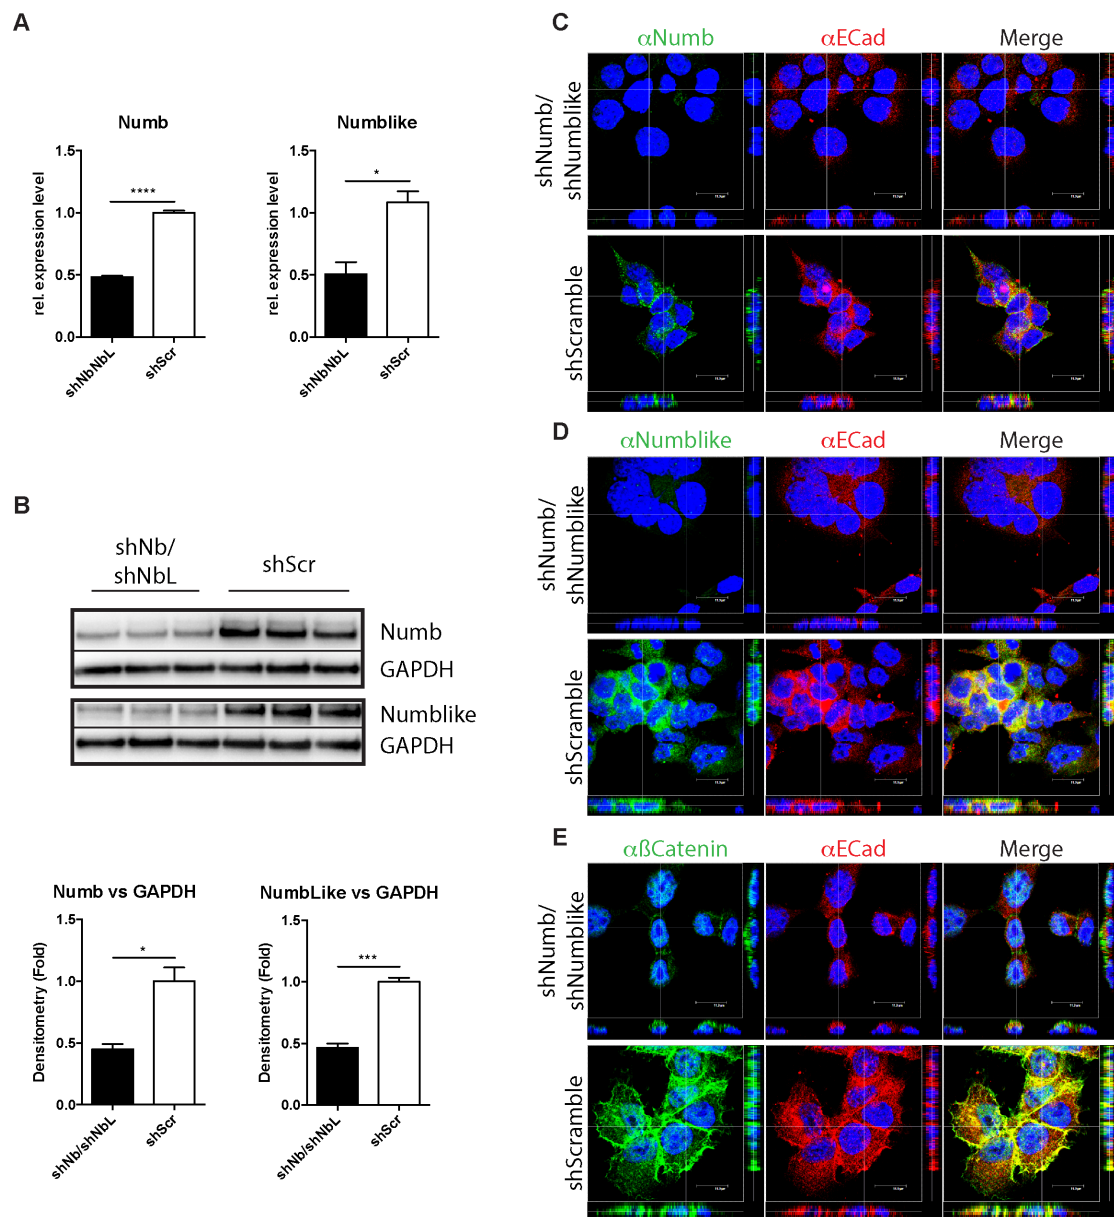 A
Numb
rel. expression level
1.5
1.0
0.5
0.0
****
shNbNbL
shScr
Numblike
rel. expression level
1.5
1.0
0.5
0.0
*
shNbNbL
shScr
B
shNb/
shNbL
shScr
Numb
GAPDH
Numblike
GAPDH
Numb vs GAPDH
Densitometry (Fold)
1.5
1.0
0.5
0.0
*
shNb/shNbL
shScr
NumbLike vs GAPDH
Densitometry (Fold)
1.5
1.0
0.5
0.0
***
shNb/shNbL
shScr
C
αNumb
αECad
Merge
shNumb/
shNumblike
shScramble
D
αNumblike
αECad
Merge
shNumb/
shNumblike
shScramble
E
αßCatenin
αECad
Merge
shNumb/
shNumblike
shScramble